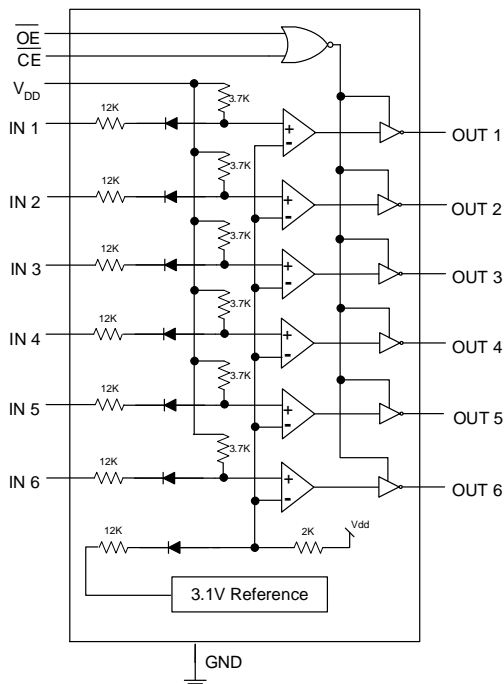 OE
CE
VDD
3.7K
12K
IN 1
+
-
OUT 1
3.7K
12K
IN 2
+
-
OUT 2
3.7K
12K
IN 3
+
-
OUT 3
3.7K
12K
IN 4
+
-
OUT 4
3.7K
12K
IN 5
+
-
OUT 5
3.7K
12K
IN 6
+
-
OUT 6
12K
2K
Vdd
3.1V Reference
GND